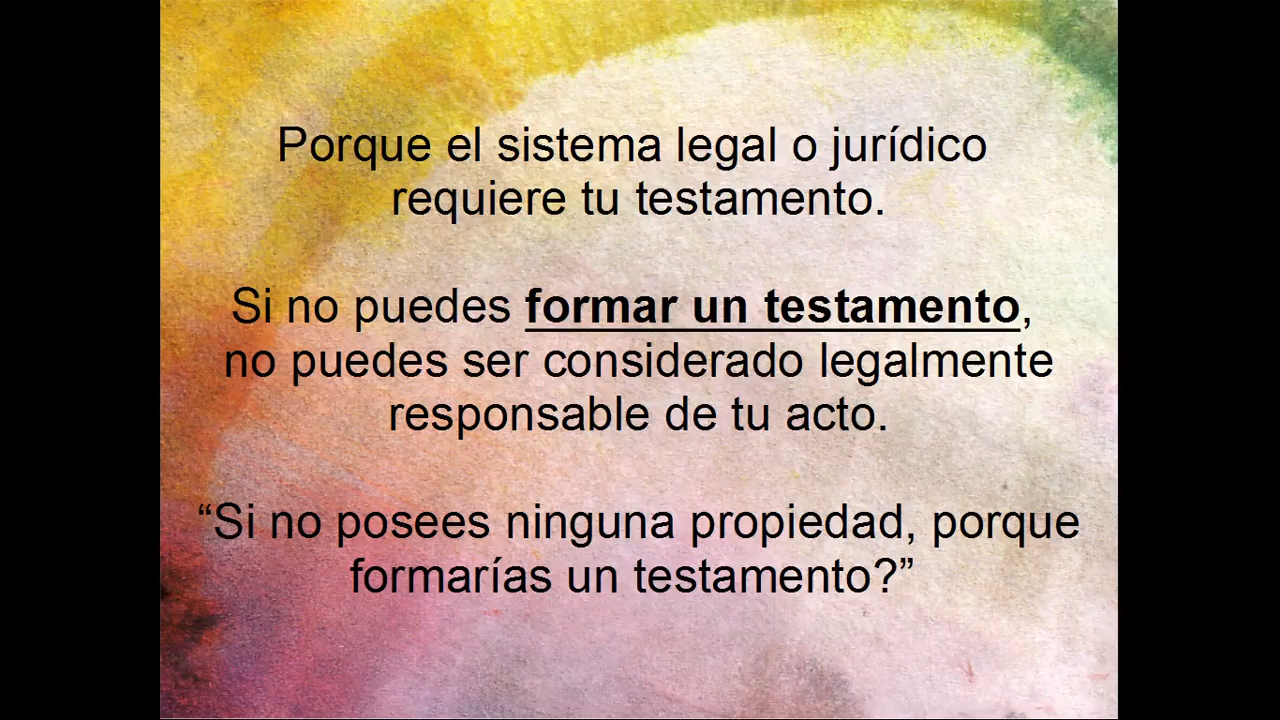 Porque el sistema legal o jurídico
requiere tu testamento.
Si no puedes formar un testamento,
no puedes ser considerado legalmente
responsable de tu acto.
“Si no posees ninguna propiedad, porque
formarías un testamento?”